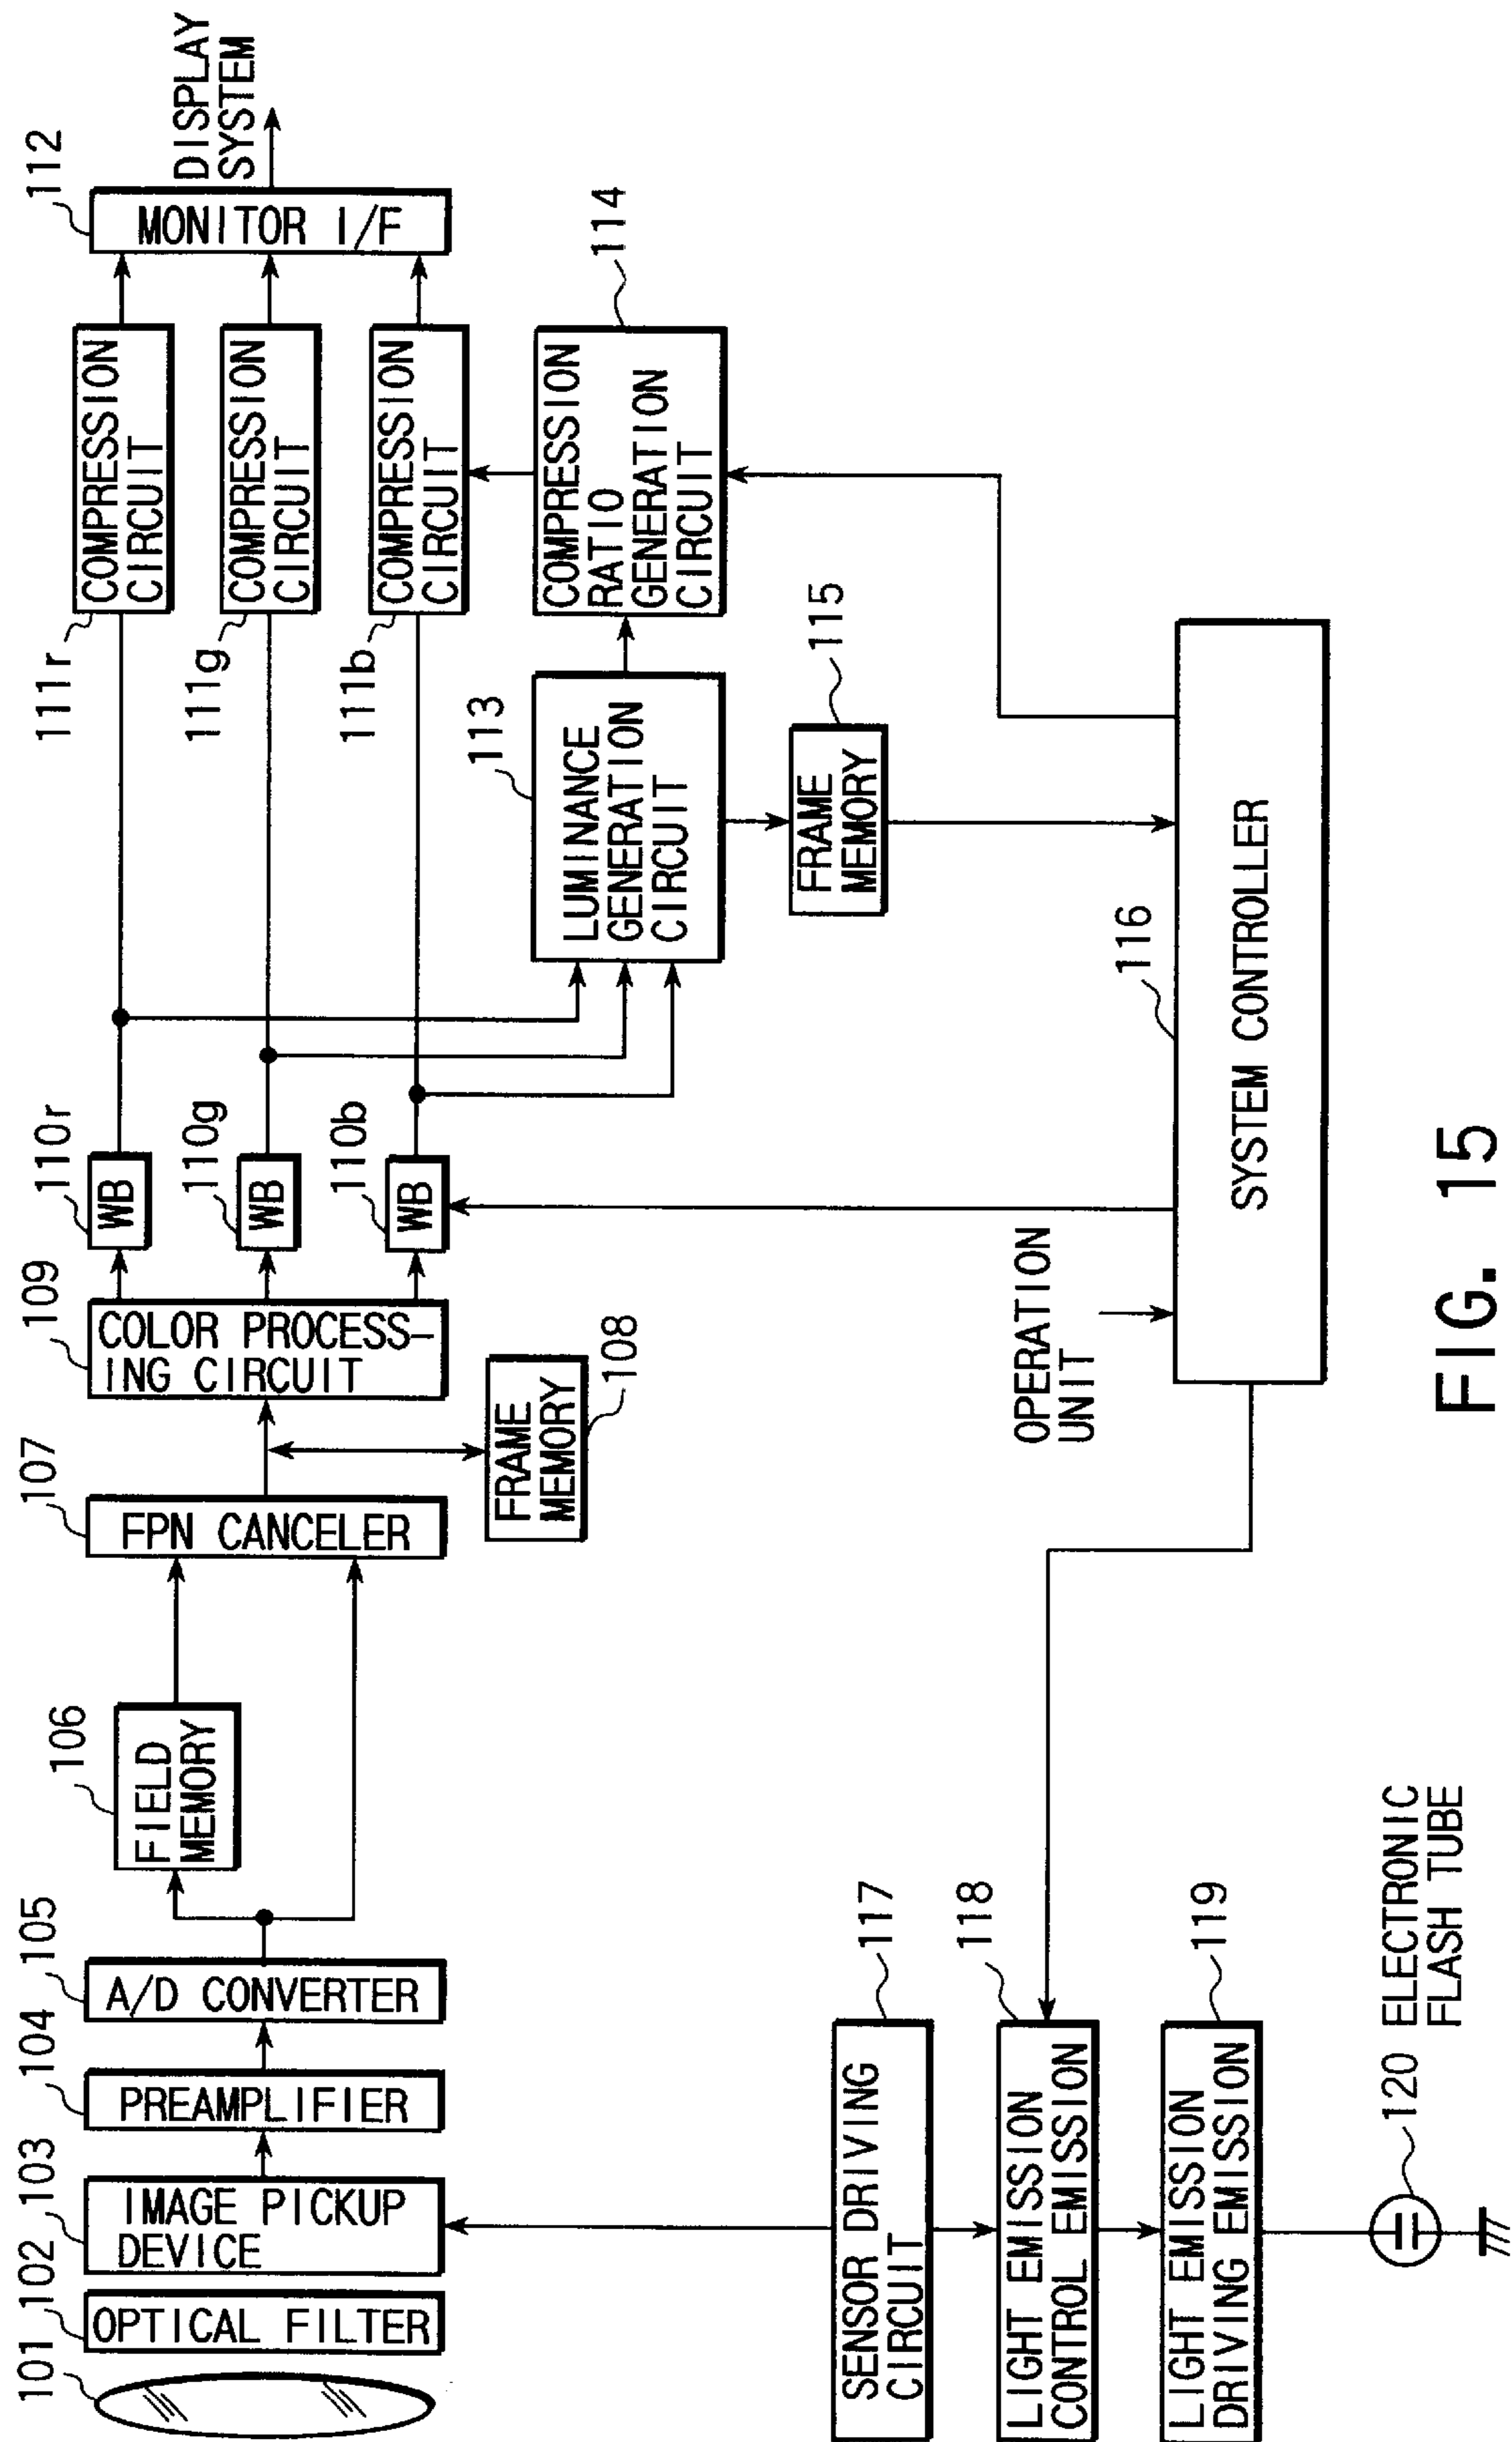 101
102
OPTICAL FILTER
103
IMAGE PICKUP
DEVICE
104
PREAMPLIFIER
105
A/D CONVERTER
106
FIELD
MEMORY
107
FPN CANCELER
108
FRAME
MEMORY
109
COLOR PROCESS-
ING CIRCUIT
110r
WB
110g
WB
110b
WB
111r
COMPRESSION
CIRCUIT
111g
COMPRESSION
CIRCUIT
111b
COMPRESSION
CIRCUIT
112
MONITOR I/F
DISPLAY
SYSTEM
113
LUMINANCE
GENERATION
CIRCUIT
114
COMPRESSION
RATIO
GENERATION
CIRCUIT
115
FRAME
MEMORY
OPERATION
UNIT
116
SYSTEM CONTROLLER
117
SENSOR DRIVING
CIRCUIT
118
LIGHT EMISSION
CONTROL EMISSION
119
LIGHT EMISSION
DRIVING EMISSION
120 ELECTRONIC
FLASH TUBE
FIG. 15